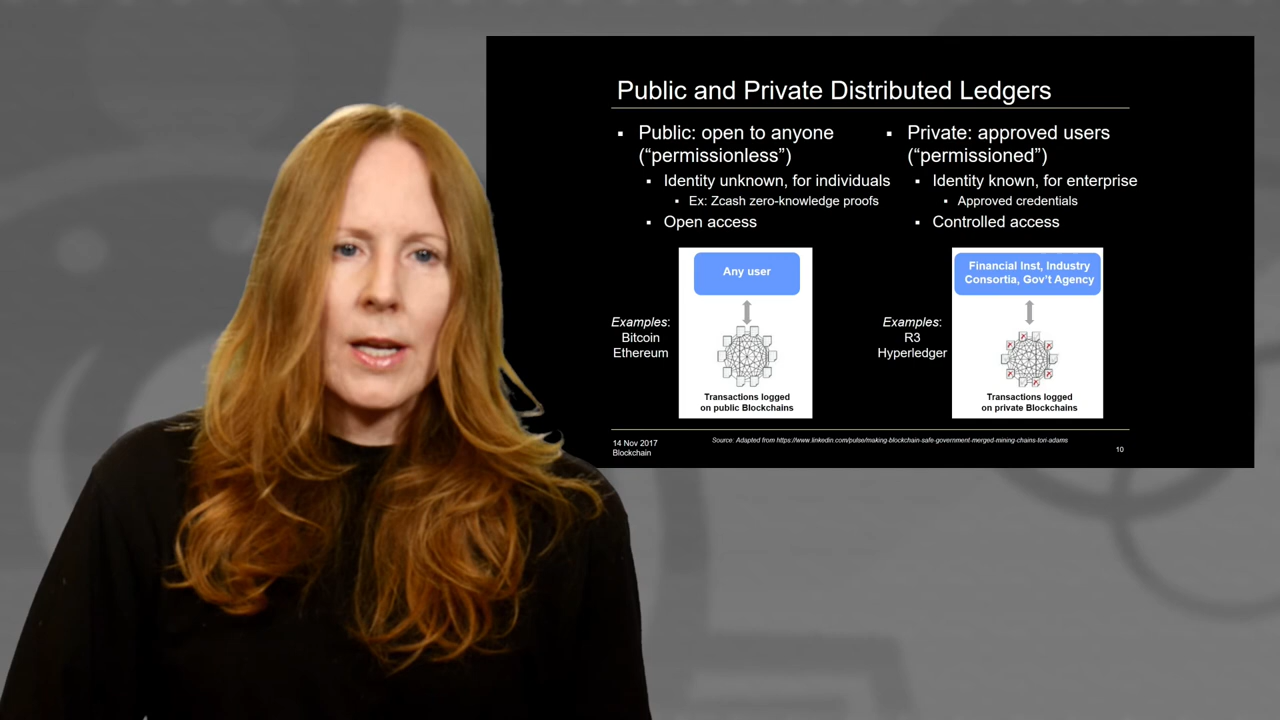 Public and Private Distributed Ledgers
Public: open to anyone
(“permissionless”)
Identity unknown, for individuals
Ex: Zcash zero-knowledge proofs
Open access
Any user
Examples:
Bitcoin
Ethereum
Transactions logged
on public Blockchains
Private: approved users
(“permissioned”)
Identity known, for enterprise
Approved credentials
Controlled access
Financial Inst, Industry
Consortia, Gov’t Agency
Examples:
R3
Hyperledger
Transactions logged
on private Blockchains
14 Nov 2017
Blockchain
Source: Adapted from https://www.linkedin.com/pulse/making-blockchain-safe-government-merged-mining-chains-tori-adams
10